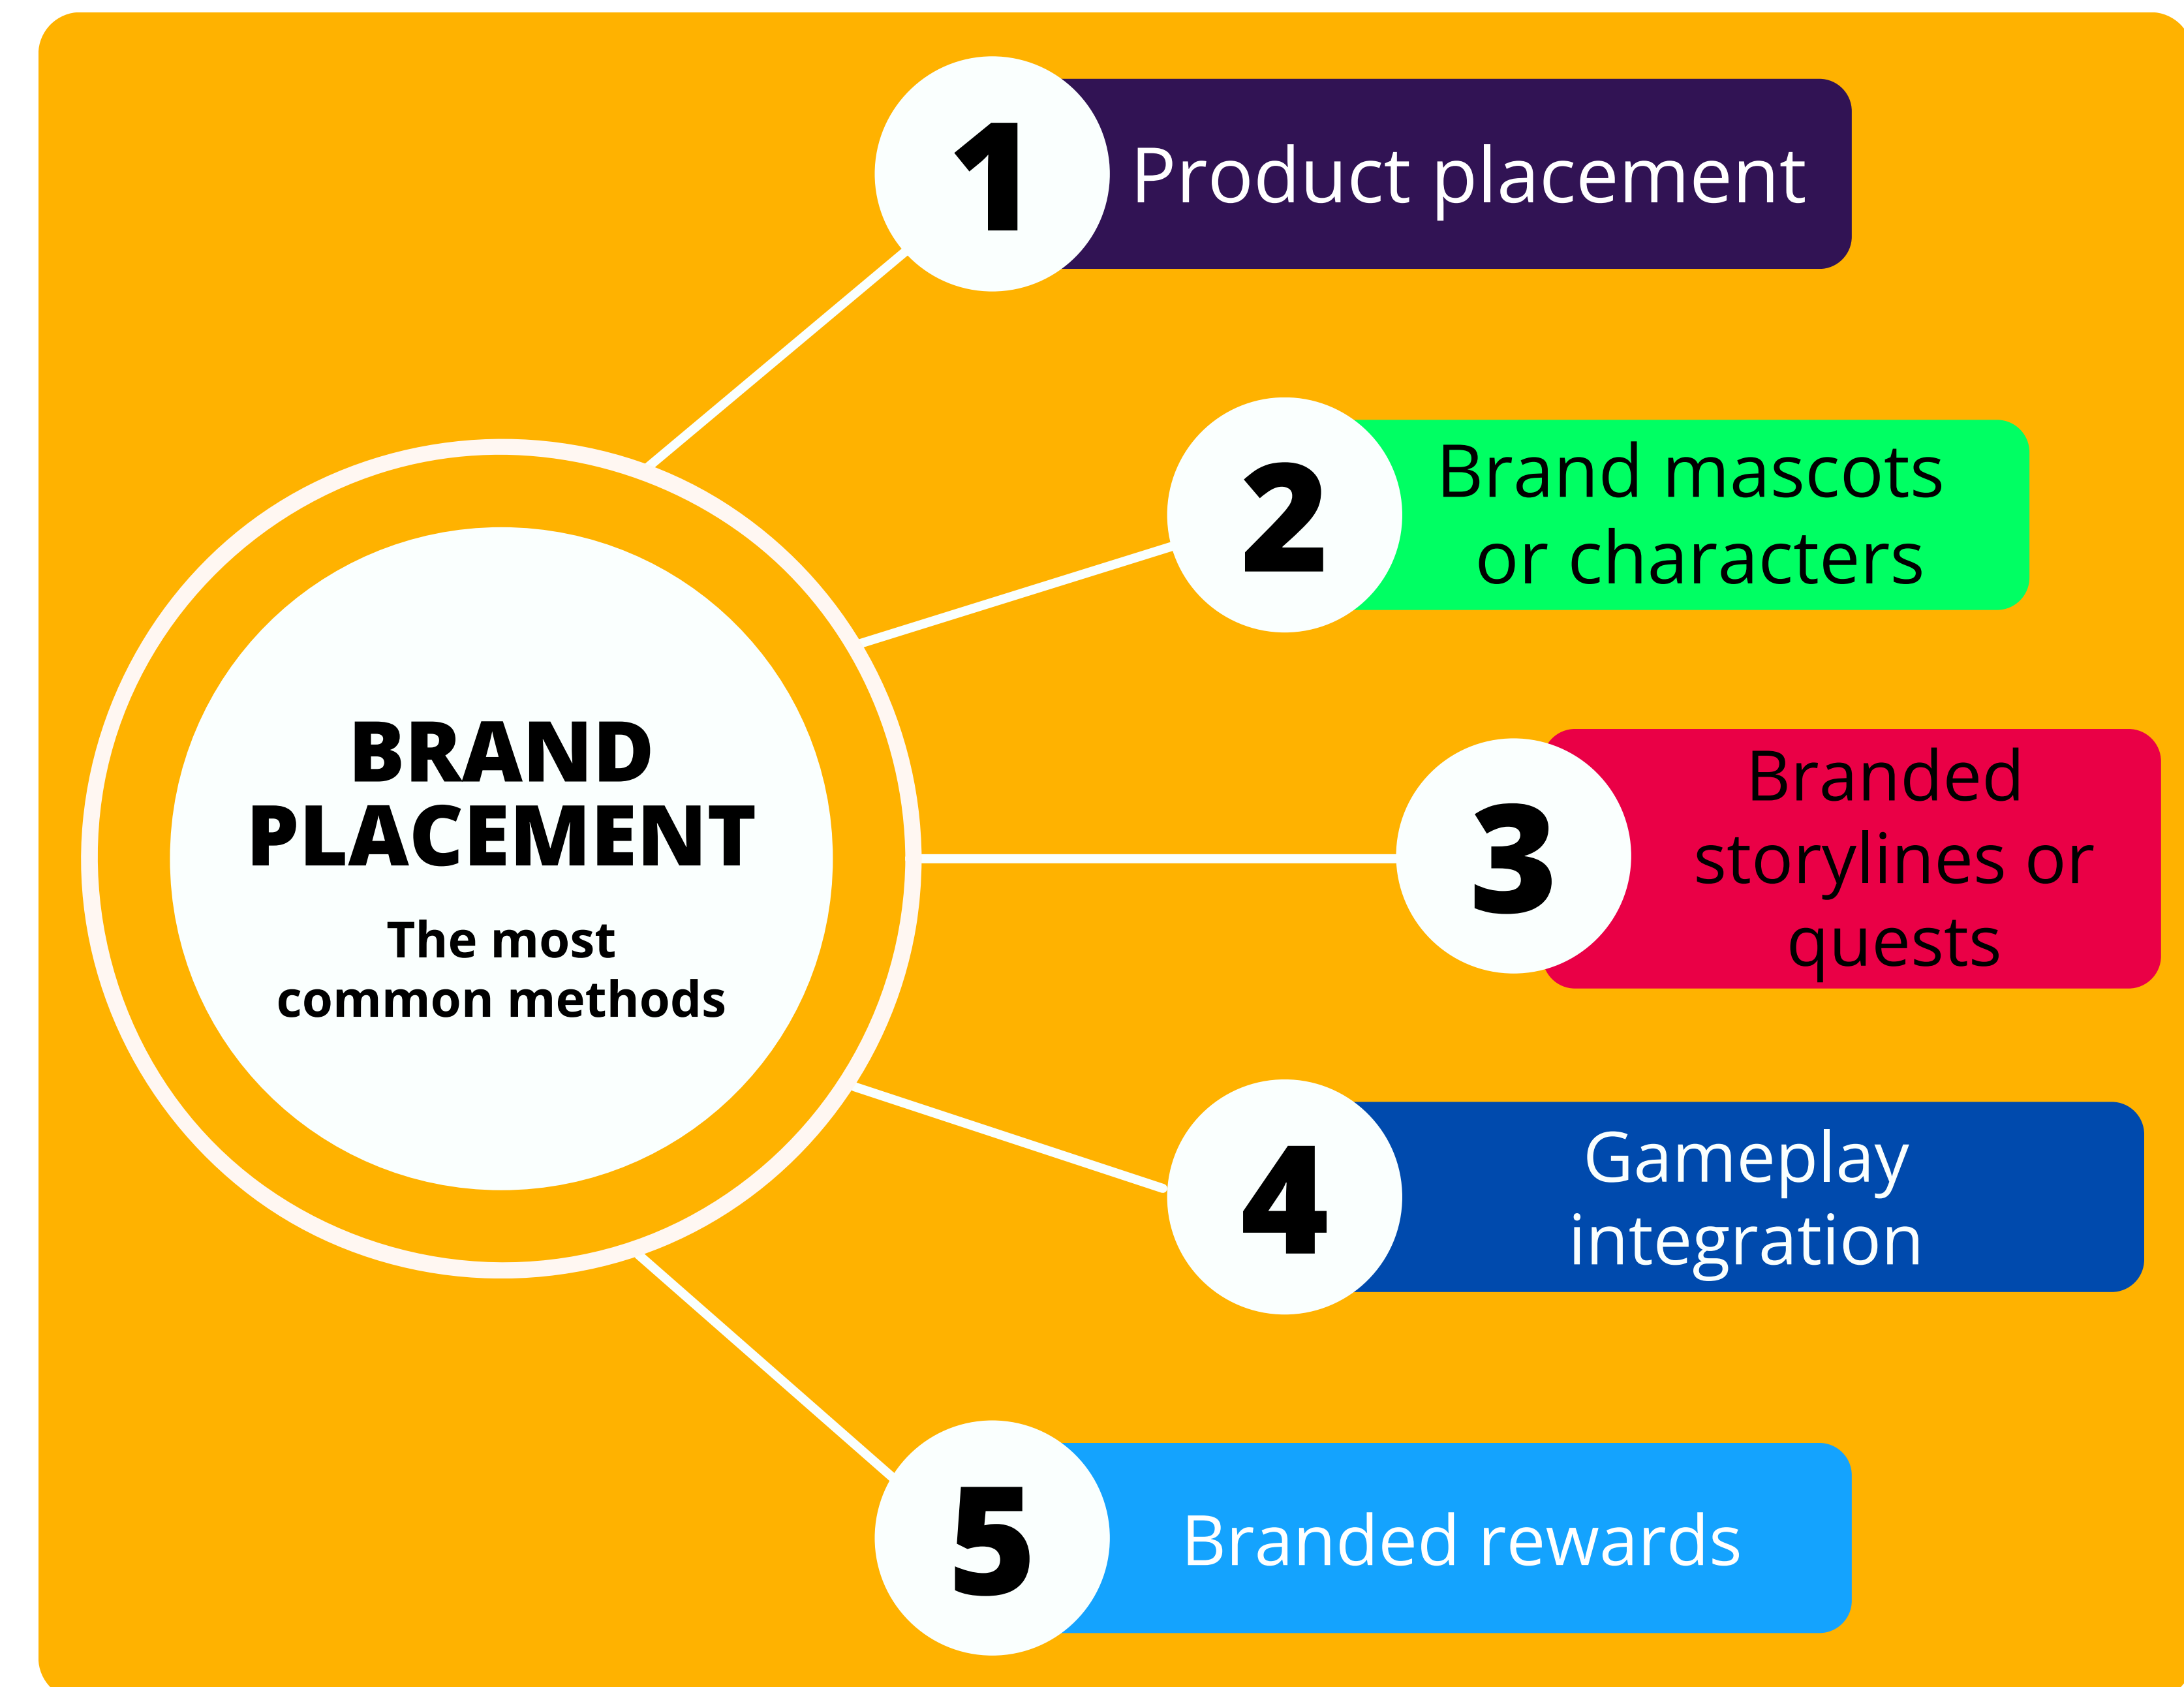 BRAND
PLACEMENT
The most
common methods
1
Product placement
2
Brand mascots
or characters
3
Branded
storylines or
quests
4
Gameplay
integration
5
Branded rewards